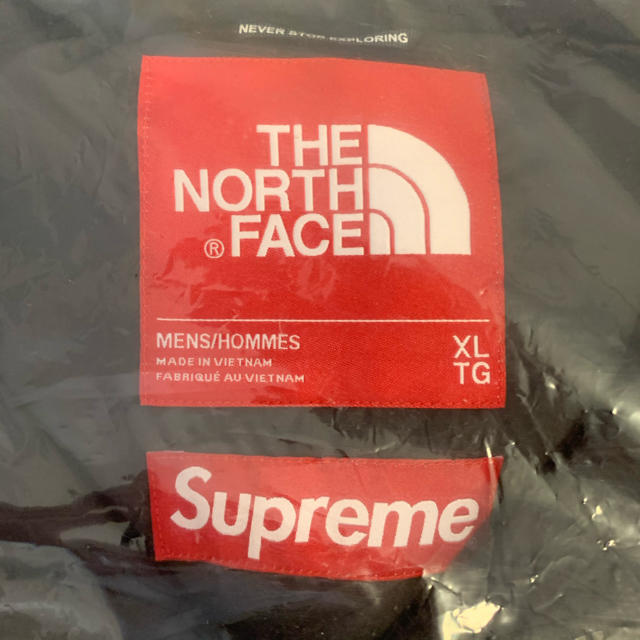 NEVER STOP EXPLORING
THE
NORTH
® FACE
MENS/HOMMES
MADE IN VIETNAM
FABRIQUÉ AU VIETNAM
XL
TG
Supreme